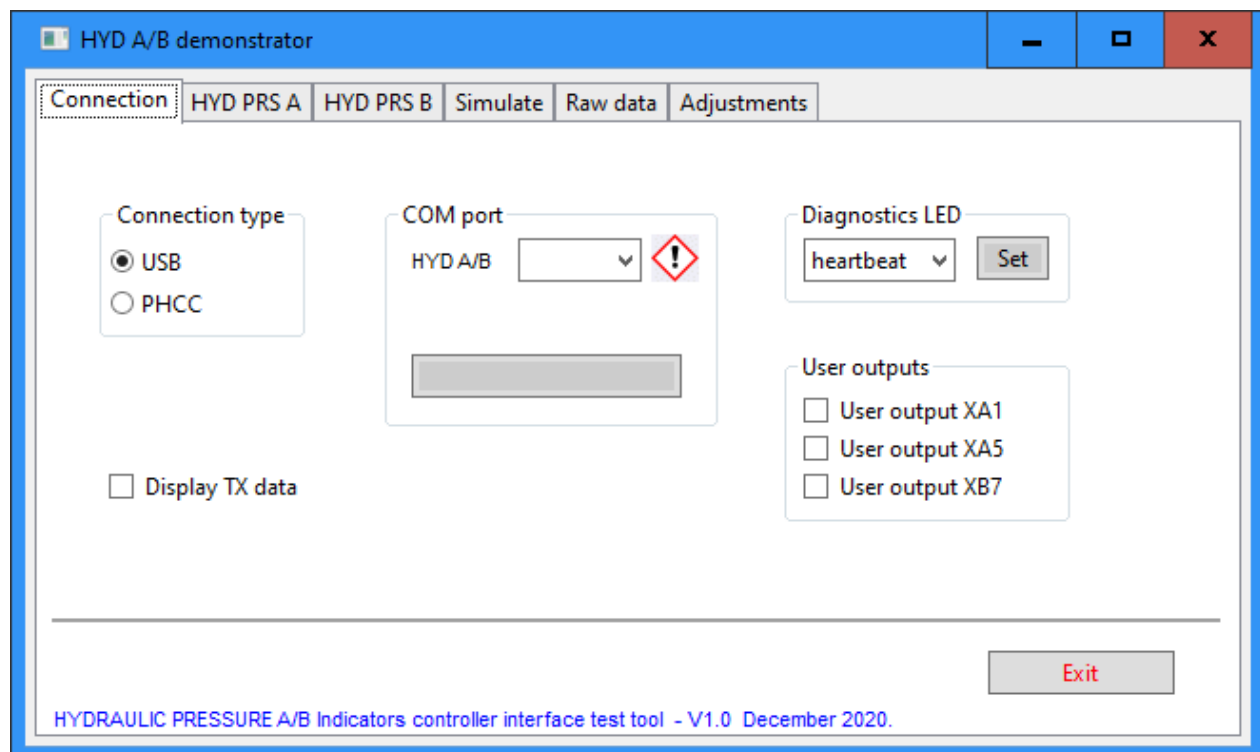 HYD A/B demonstrator
Connection HYD PRS A HYD PRS B Simulate Raw data Adjustments
Connection type
USB
PHCC
COM port
HYD A/B
!
Diagnostics LED
heartbeat Set
User outputs
User output XA1
User output XA5
User output XB7
Display TX data
Exit
HYDRAULIC PRESSURE A/B Indicators controller interface test tool - V1.0 December 2020.